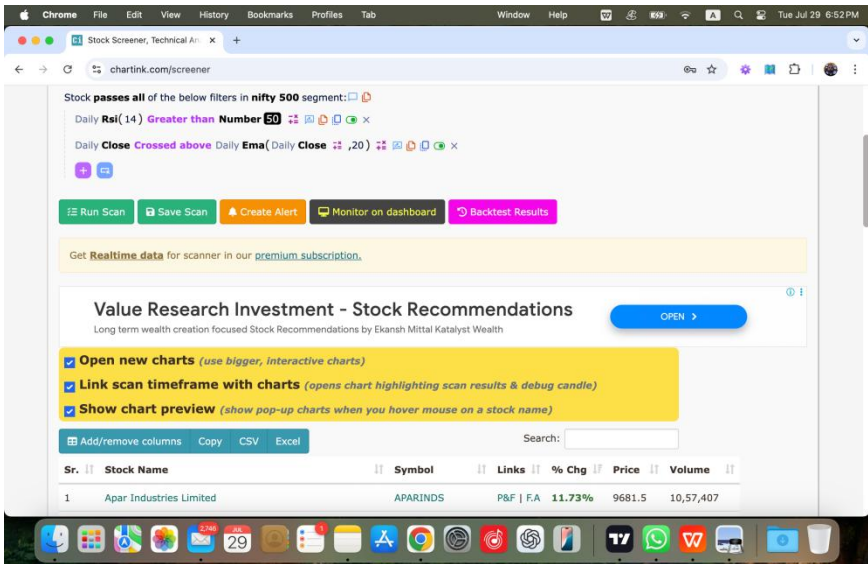 Chrome File Edit View History Bookmarks Profiles Tab Window Help Tue Jul 29 6:52 PM
Stock Screener, Technical An
chartink.com/screener
Stock passes all of the below filters in nifty 500 segment:
Daily Rsi( 14 ) Greater than Number 50
Daily Close Crossed above Daily Ema( Daily Close ,20 )
Run Scan Save Scan Create Alert Monitor on dashboard Backtest Results
Get Realtime data for scanner in our premium subscription.
Value Research Investment - Stock Recommendations
Long term wealth creation focused Stock Recommendations by Ekansh Mittal Katalyst Wealth
OPEN >
Open new charts (use bigger, interactive charts)
Link scan timeframe with charts (opens chart highlighting scan results & debug candle)
Show chart preview (show pop-up charts when you hover mouse on a stock name)
Add/remove columns Copy CSV Excel Search:
Sr. Stock Name Symbol Links % Chg Price Volume
1 Apar Industries Limited APARINDS P&F | F.A 11.73% 9681.5 10,57,407
2,746 JUL 29 1